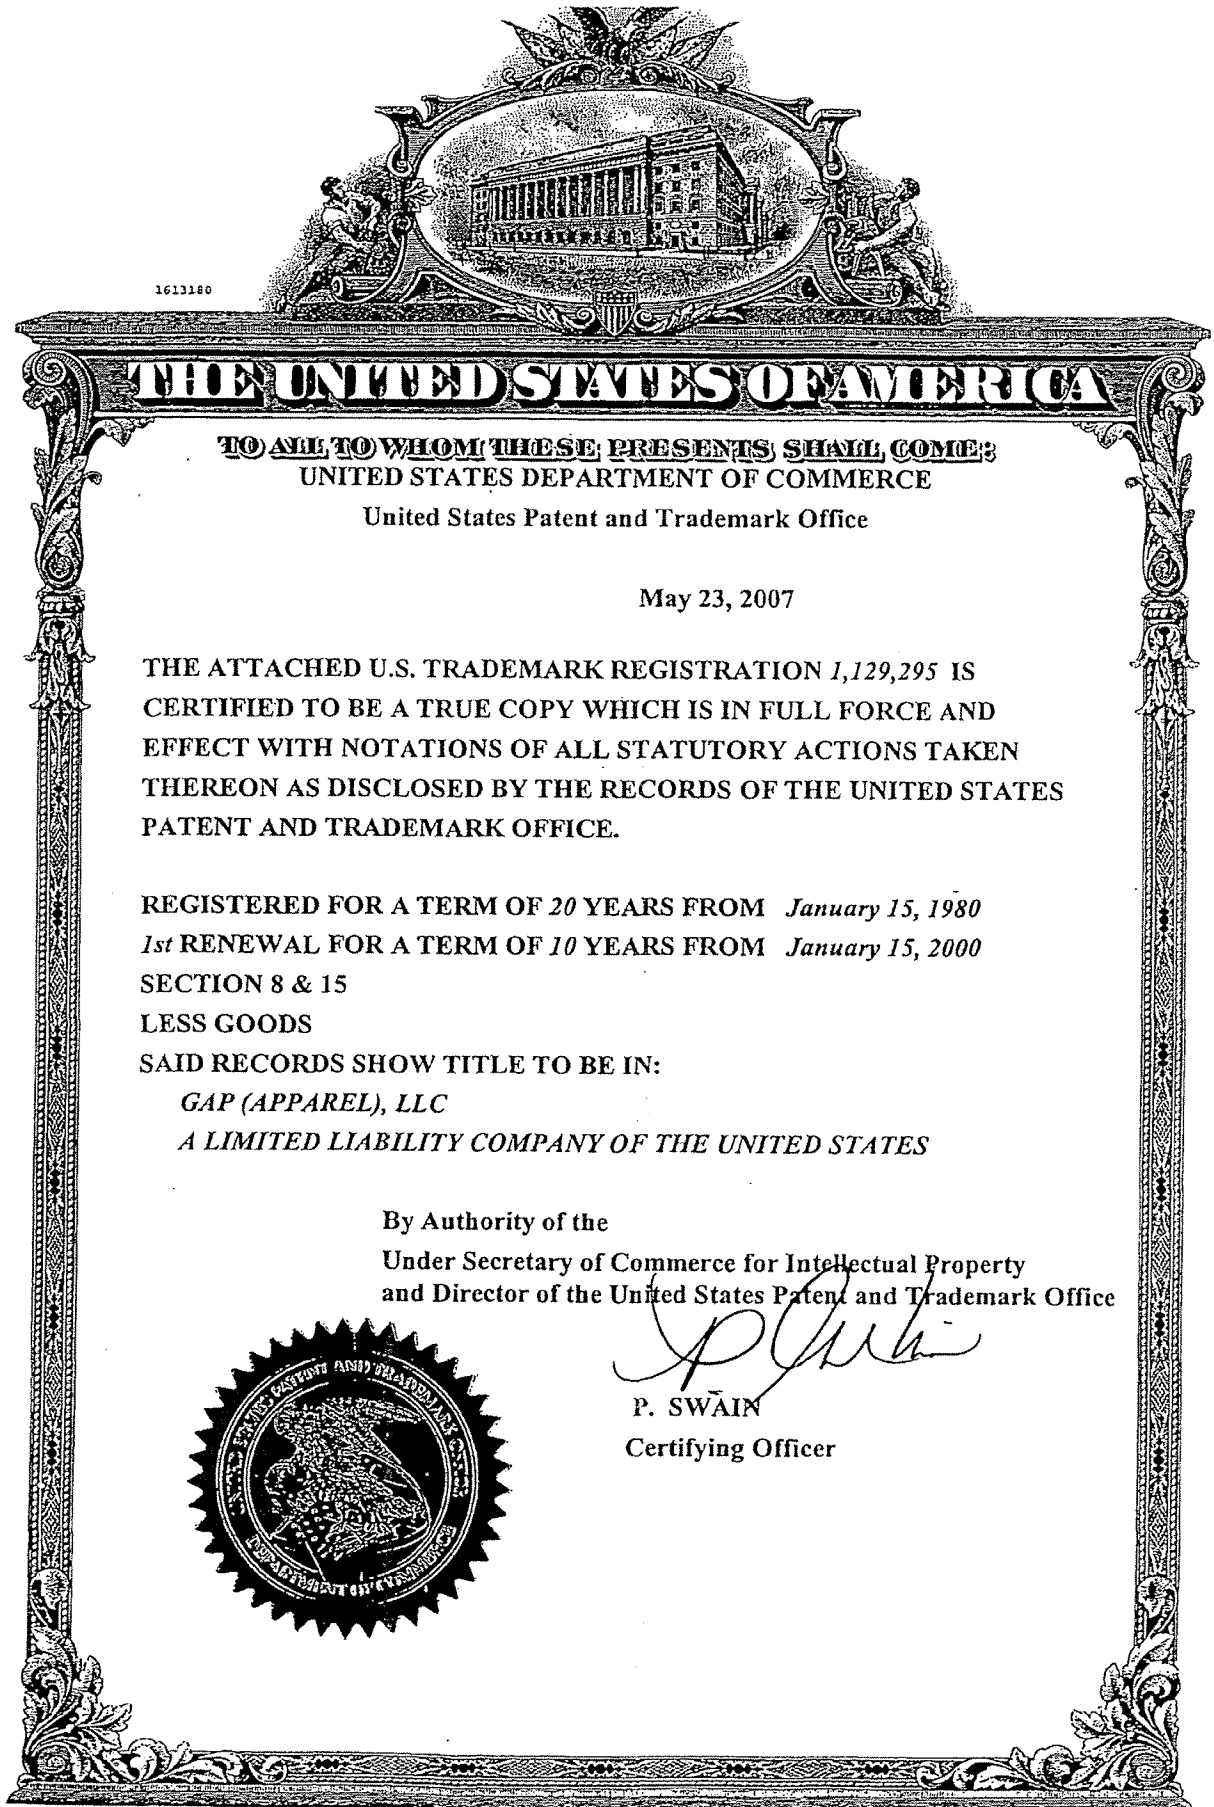 1613180
THE UNITED STATES OF AMERICA
TO ALL TO WHOM THESE PRESENTS SHALL COME:
UNITED STATES DEPARTMENT OF COMMERCE
United States Patent and Trademark Office
May 23, 2007
THE ATTACHED U.S. TRADEMARK REGISTRATION 1,129,295 IS
CERTIFIED TO BE A TRUE COPY WHICH IS IN FULL FORCE AND
EFFECT WITH NOTATIONS OF ALL STATUTORY ACTIONS TAKEN
THEREON AS DISCLOSED BY THE RECORDS OF THE UNITED STATES
PATENT AND TRADEMARK OFFICE.
REGISTERED FOR A TERM OF 20 YEARS FROM January 15, 1980
1st RENEWAL FOR A TERM OF 10 YEARS FROM January 15, 2000
SECTION 8 & 15
LESS GOODS
SAID RECORDS SHOW TITLE TO BE IN:
GAP (APPAREL), LLC
A LIMITED LIABILITY COMPANY OF THE UNITED STATES
By Authority of the
Under Secretary of Commerce for Intellectual Property
and Director of the United States Patent and Trademark Office
P. SWAIN
Certifying Officer
PATENT AND TRADEMARK OFFICE
DEPARTMENT OF COMMERCE